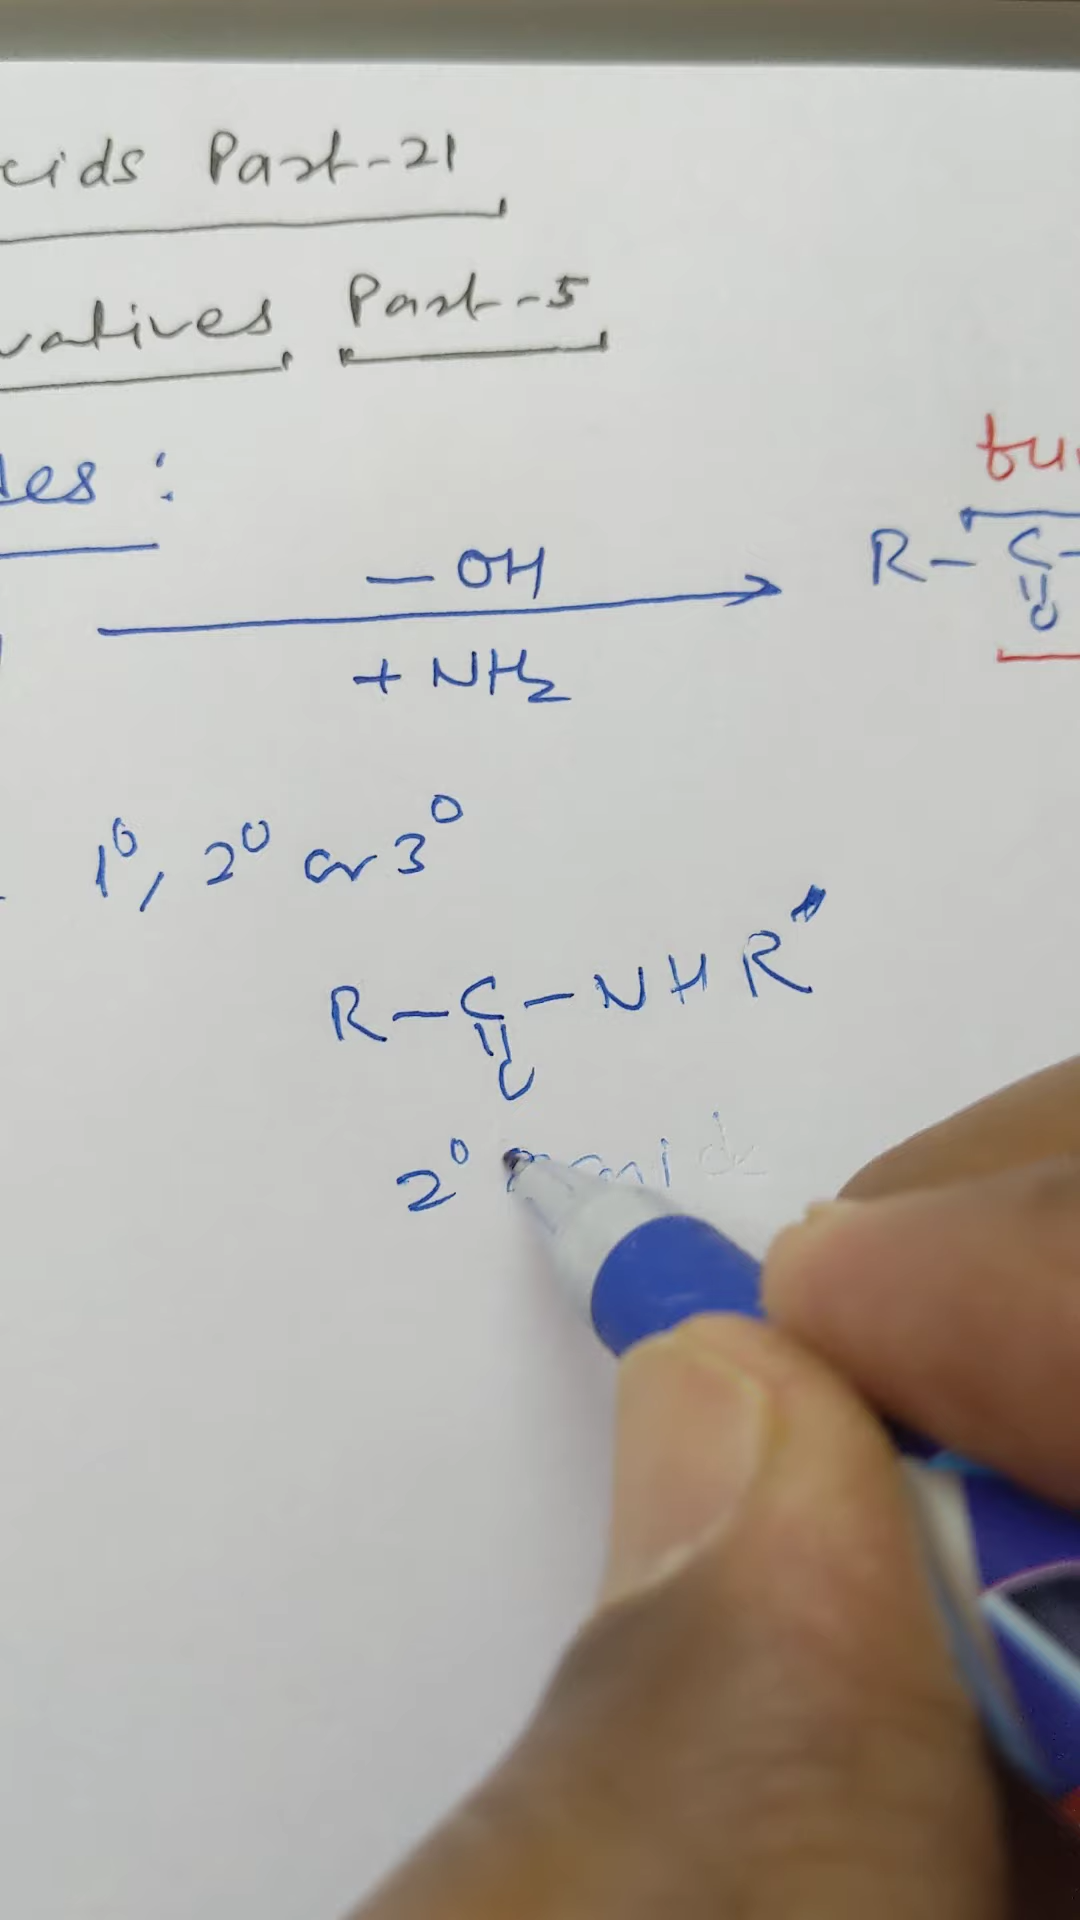 cids Part-21
vatives Part-5
des :
— OH
R – C –
+ NH2
O
1°, 2° or 3°
R – C – NHR
O
2° amide